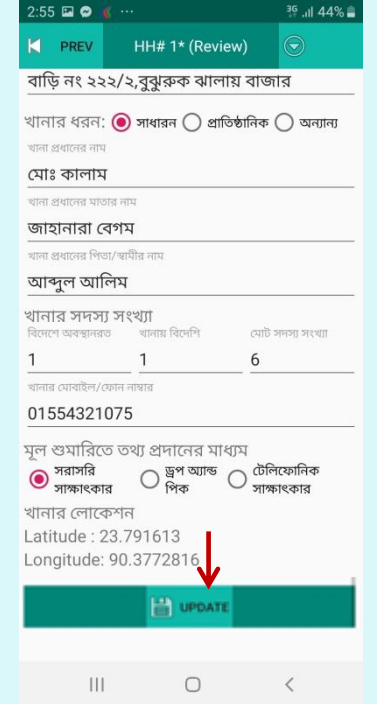 2:55 3G 44%
PREV HH# 1* (Review)
বাড়ি নং ২২২/২,বুঝুরুক ঝালায় বাজার
খানার ধরন: সাধারন প্রাতিষ্ঠানিক অন্যান্য
খানা প্রধানের নাম
মোঃ কালাম
খানা প্রধানের মাতার নাম
জাহানারা বেগম
খানা প্রধানের পিতা/স্বামীর নাম
আব্দুল আলিম
খানার সদস্য সংখ্যা
বিদেশে অবস্থানরত খানায় বিদেশি মোট সদস্য সংখ্যা
1 1 6
খানার মোবাইল/ফোন নাম্বার
01554321075
মূল শুমারিতে তথ্য প্রদানের মাধ্যম
সরাসরি সাক্ষাৎকার ড্রপ অ্যান্ড পিক টেলিফোনিক সাক্ষাৎকার
খানার লোকেশন
Latitude : 23.791613
Longitude: 90.3772816
UPDATE